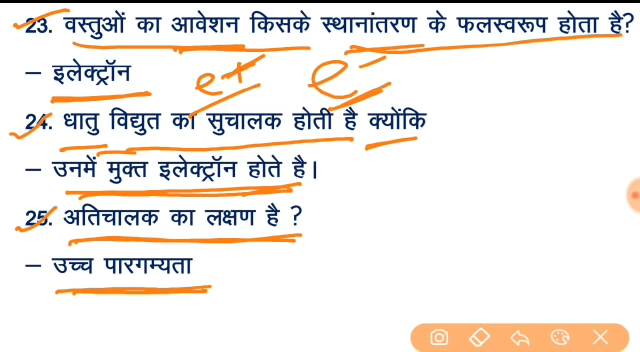 23. वस्तुओं का आवेशन किसके स्थानांतरण के फलस्वरूप होता है?
– इलेक्ट्रॉन
e+ e-
24. धातु विद्युत का सुचालक होती है क्योंकि
– उनमें मुक्त इलेक्ट्रॉन होते है।
25. अतिचालक का लक्षण है ?
– उच्च पारगम्यता